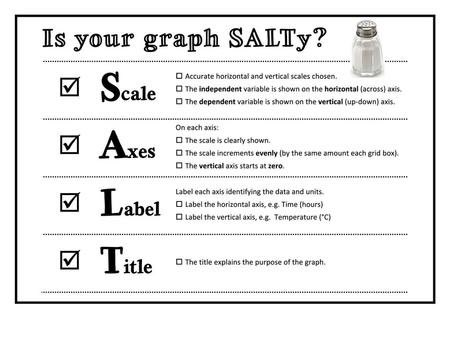 Is your graph SALTy?
☑ Scale
☐ Accurate horizontal and vertical scales chosen.
☐ The independent variable is shown on the horizontal (across) axis.
☐ The dependent variable is shown on the vertical (up-down) axis.
☑ Axes
On each axis:
☐ The scale is clearly shown.
☐ The scale increments evenly (by the same amount each grid box).
☐ The vertical axis starts at zero.
☑ Label
Label each axis identifying the data and units.
☐ Label the horizontal axis, e.g. Time (hours)
☐ Label the vertical axis, e.g. Temperature (°C)
☑ Title
☐ The title explains the purpose of the graph.